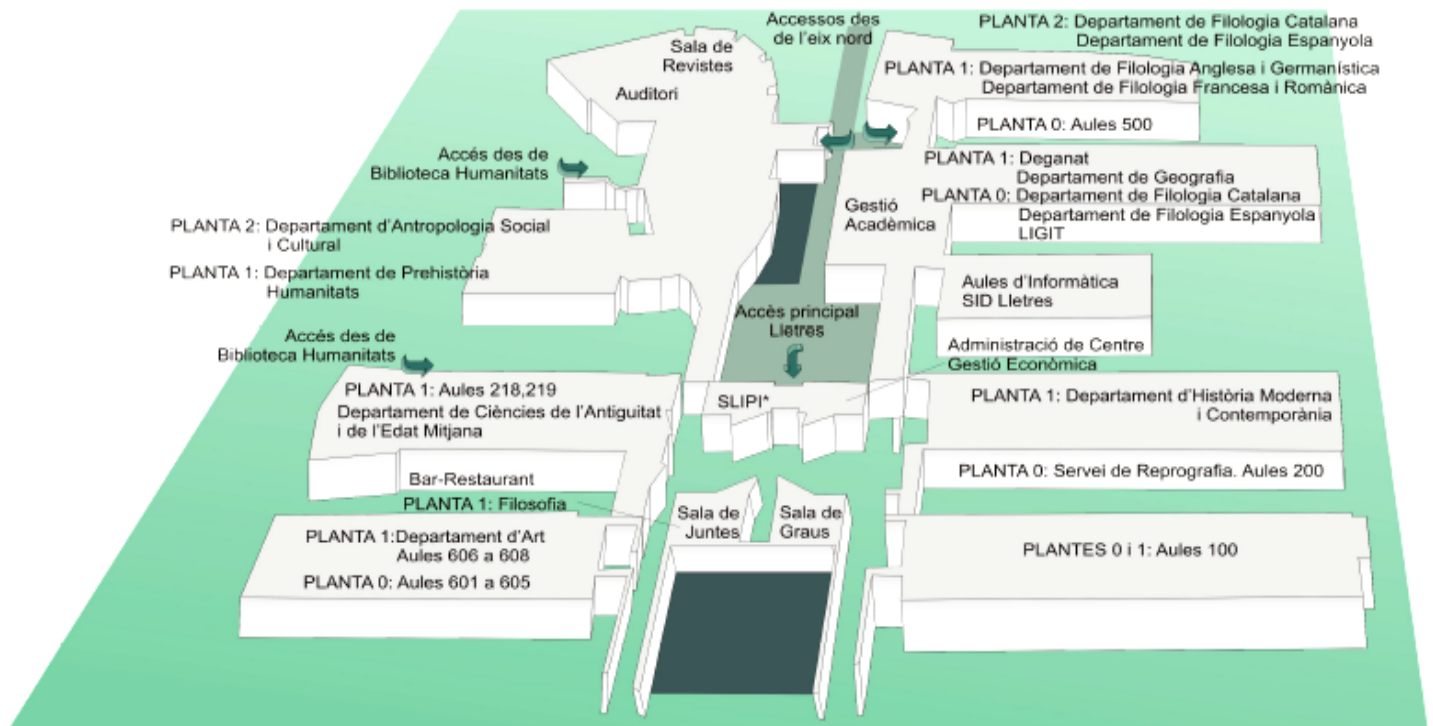 Accessos des
de l'eix nord
PLANTA 2: Departament de Filologia Catalana
Departament de Filologia Espanyola
Sala de
Revistes
Auditori
PLANTA 1: Departament de Filologia Anglesa i Germanística
Departament de Filologia Francesa i Romànica
PLANTA 0: Aules 500
Accés des de
Biblioteca Humanitats
PLANTA 1: Deganat
Departament de Geografia
PLANTA 0: Departament de Filologia Catalana
Departament de Filologia Espanyola
LIGIT
Gestió
Acadèmica
PLANTA 2: Departament d'Antropologia Social
i Cultural
PLANTA 1: Departament de Prehistòria
Humanitats
Aules d'Informàtica
SID Lletres
Accès principal
Lletres
Accés des de
Biblioteca Humanitats
Administració de Centre
Gestió Econòmica
PLANTA 1: Aules 218,219
Departament de Ciències de l'Antiguitat
i de l'Edat Mitjana
SLIPI*
PLANTA 1: Departament d'Història Moderna
i Contemporània
Bar-Restaurant
PLANTA 0: Servei de Reprografia. Aules 200
PLANTA 1: Filosofia
Sala de
Juntes
Sala de
Graus
PLANTA 1:Departament d'Art
Aules 606 a 608
PLANTA 0: Aules 601 a 605
PLANTES 0 i 1: Aules 100